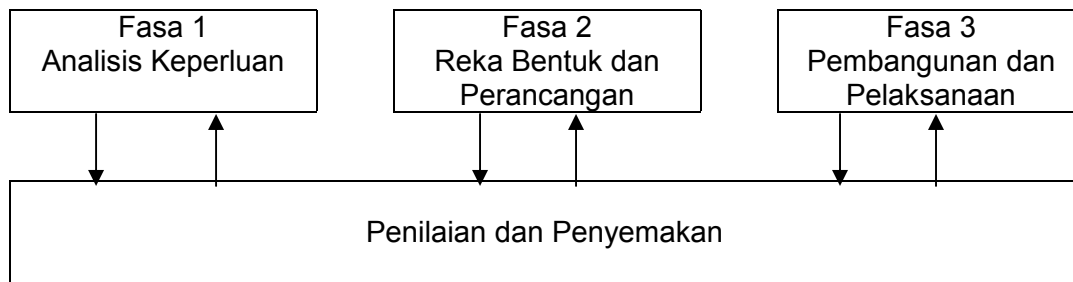 Fasa 1
Analisis Keperluan
Fasa 2
Reka Bentuk dan
Perancangan
Fasa 3
Pembangunan dan
Pelaksanaan
Penilaian dan Penyemakan